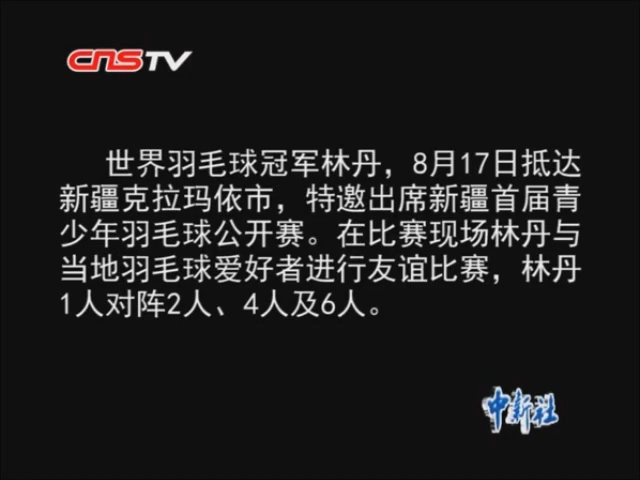 CNSTV
世界羽毛球冠军林丹，8月17日抵达
新疆克拉玛依市，特邀出席新疆首届青
少年羽毛球公开赛。在比赛现场林丹与
当地羽毛球爱好者进行友谊比赛，林丹
1人对阵2人、4人及6人。
中新社